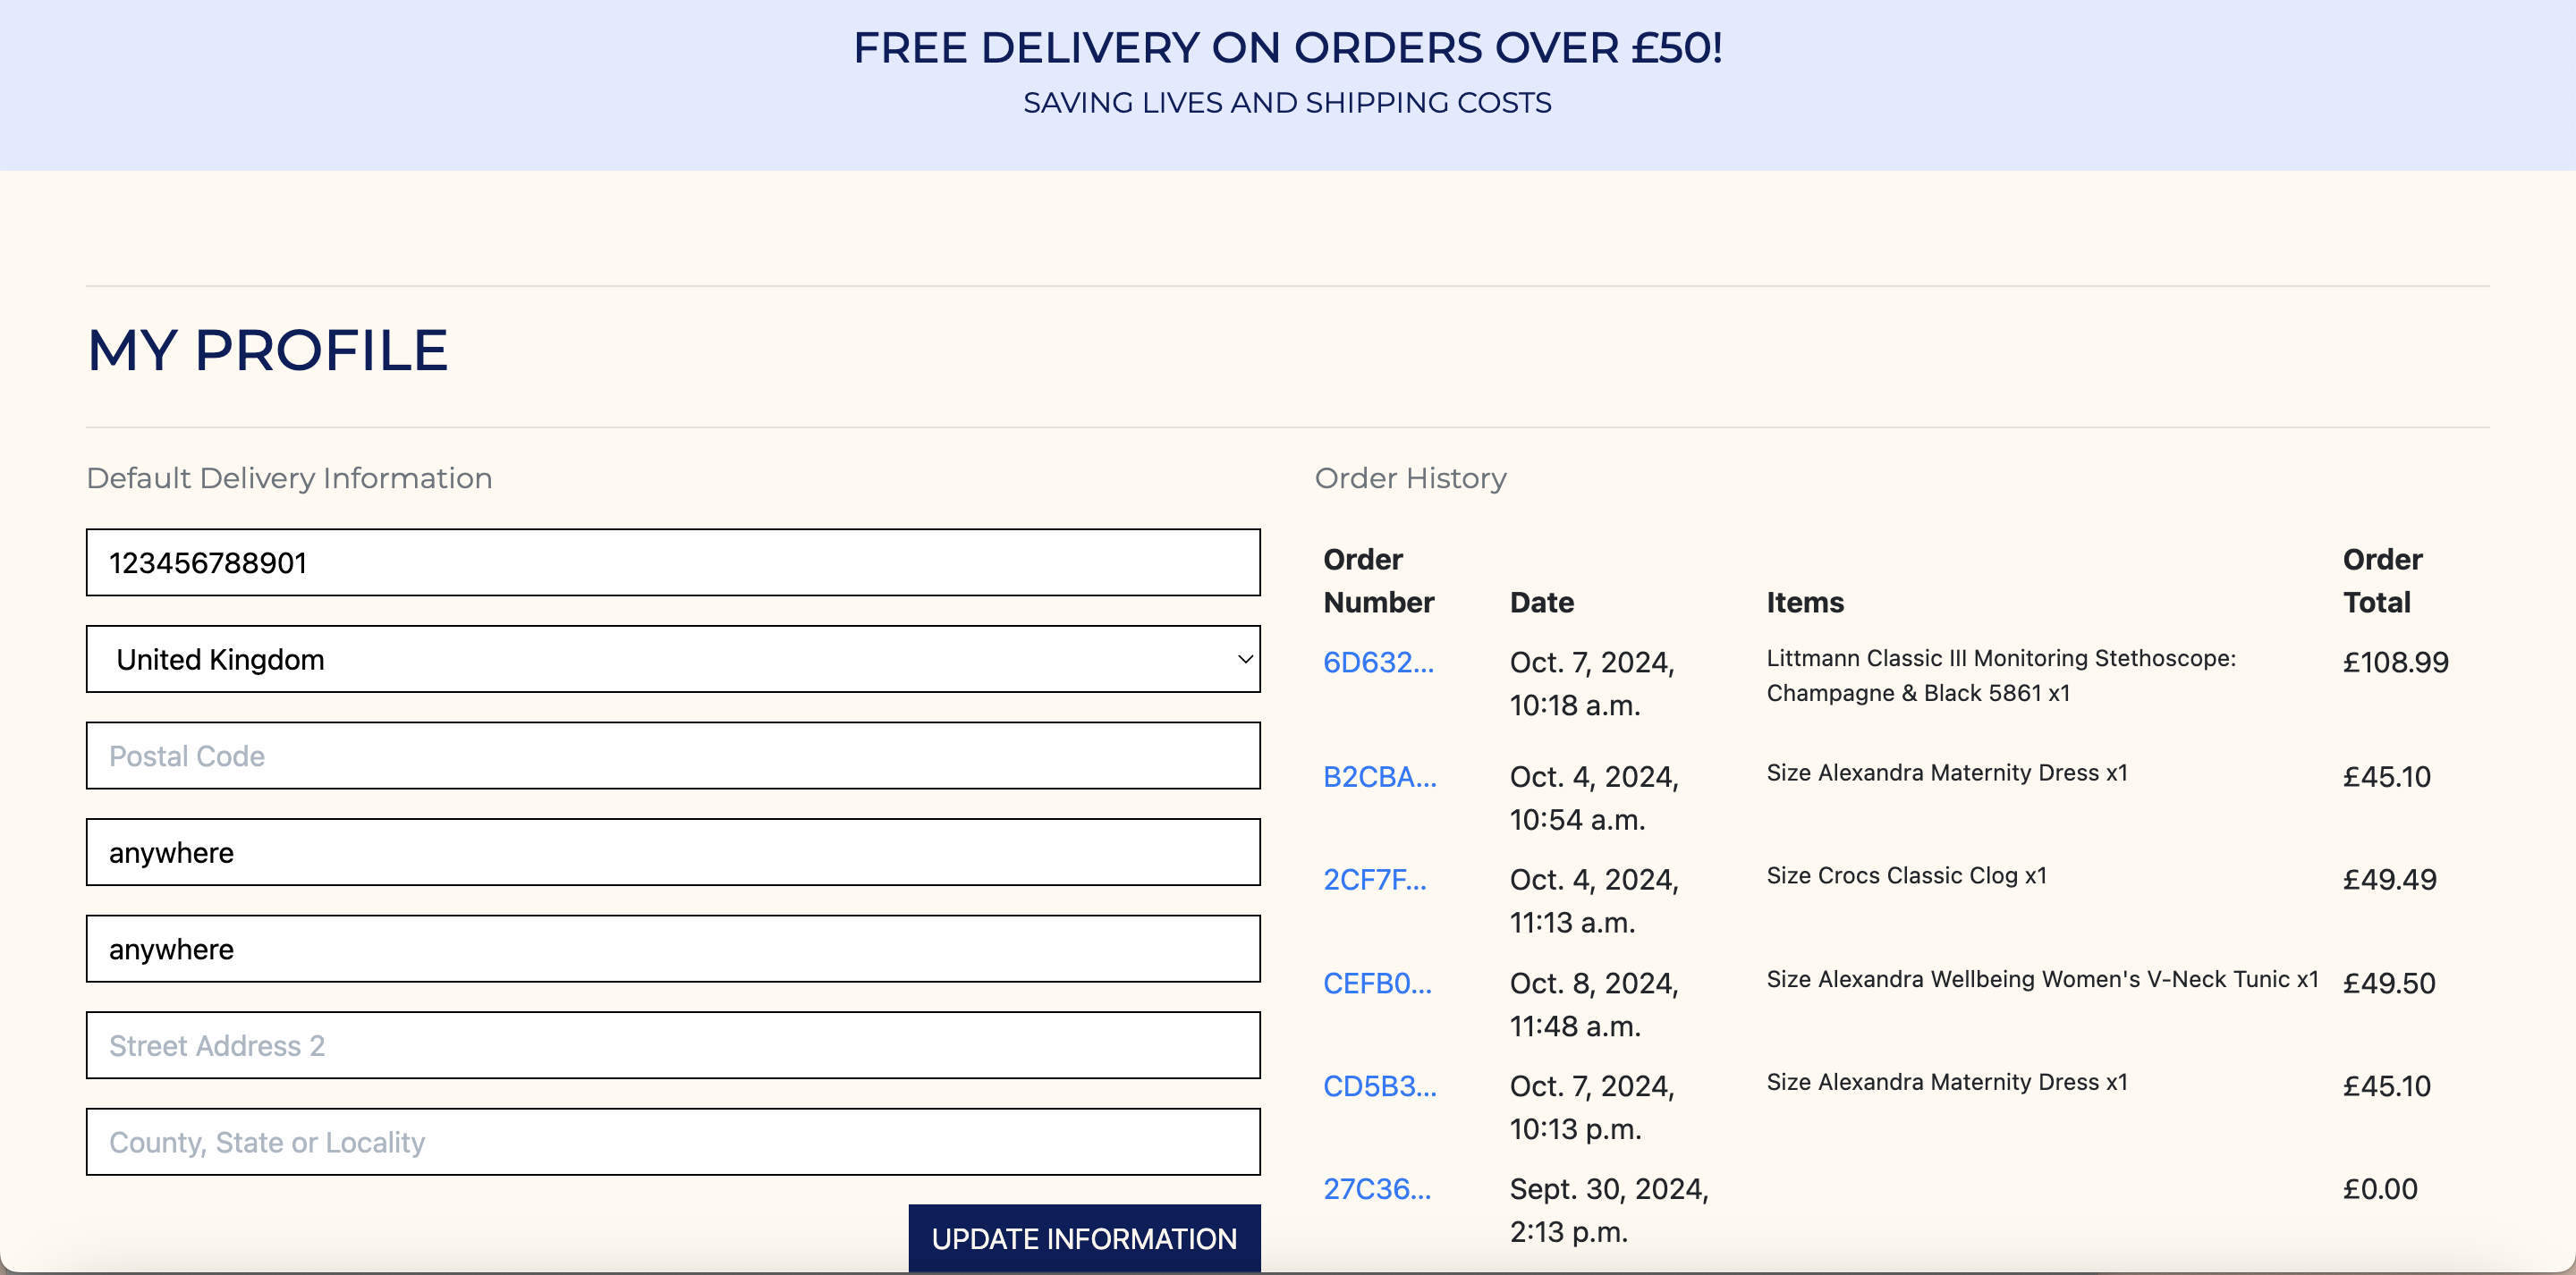 FREE DELIVERY ON ORDERS OVER £50!
SAVING LIVES AND SHIPPING COSTS
MY PROFILE
Default Delivery Information
123456788901
United Kingdom
Postal Code
anywhere
anywhere
Street Address 2
County, State or Locality
UPDATE INFORMATION
Order History
Order
Number Date Items Order
Total
6D632... Oct. 7, 2024, Littmann Classic III Monitoring Stethoscope: £108.99
10:18 a.m. Champagne & Black 5861 x1
B2CBA... Oct. 4, 2024, Size Alexandra Maternity Dress x1 £45.10
10:54 a.m.
2CF7F... Oct. 4, 2024, Size Crocs Classic Clog x1 £49.49
11:13 a.m.
CEFB0... Oct. 8, 2024, Size Alexandra Wellbeing Women's V-Neck Tunic x1 £49.50
11:48 a.m.
CD5B3... Oct. 7, 2024, Size Alexandra Maternity Dress x1 £45.10
10:13 p.m.
27C36... Sept. 30, 2024, £0.00
2:13 p.m.